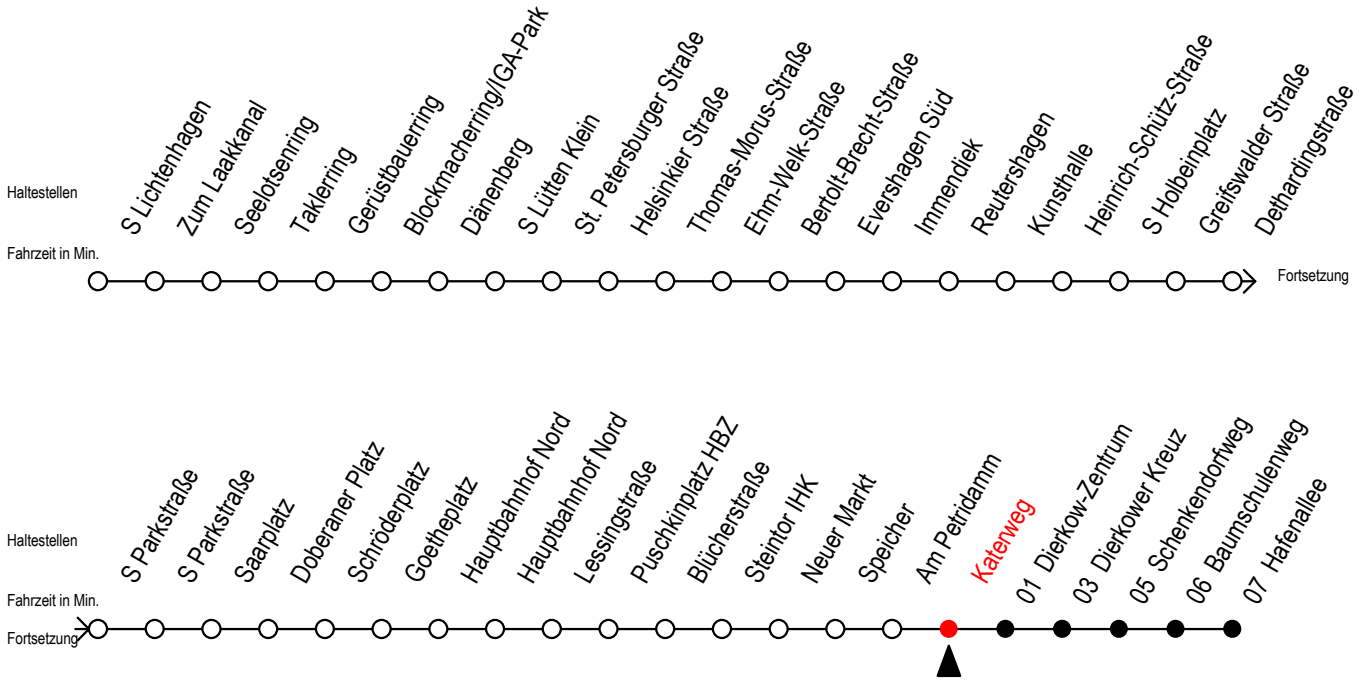 Haltestellen
S Lichtenhagen
Zum Laakkanal
Seelotsenring
Taklerring
Gerüstbauerring
Blockmacherring/IGA-Park
Dänenberg
S Lütten Klein
St. Petersburger Straße
Helsinkier Straße
Thomas-Morus-Straße
Ehm-Welk-Straße
Bertolt-Brecht-Straße
Evershagen Süd
Immendiek
Reutershagen
Kunsthalle
Heinrich-Schütz-Straße
S Holbeinplatz
Greifswalder Straße
Dethardingstraße
Fahrzeit in Min.
Fortsetzung
Haltestellen
S Parkstraße
S Parkstraße
Saarplatz
Doberaner Platz
Schröderplatz
Goetheplatz
Hauptbahnhof Nord
Hauptbahnhof Nord
Lessingstraße
Puschkinplatz HBZ
Blücherstraße
Steintor IHK
Neuer Markt
Speicher
Am Petridamm
Katerweg
01 Dierkow-Zentrum
03 Dierkower Kreuz
05 Schenkendorfweg
06 Baumschulenweg
07 Hafenallee
Fahrzeit in Min.
Fortsetzung